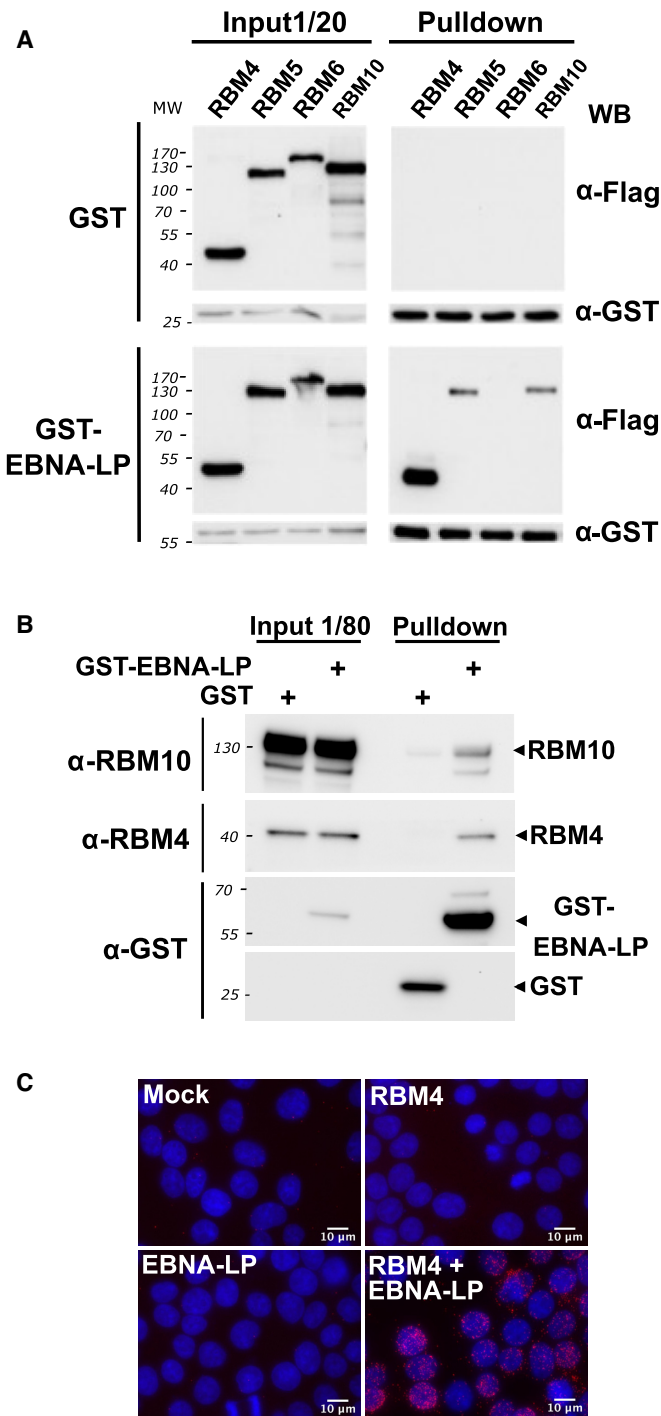 A
Input1/20 Pulldown
MW RBM4 RBM5 RBM6 RBM10 RBM4 RBM5 RBM6 RBM10 WB
GST
170-
130 -
100 -
70 -
55 -
40 -
α-Flag
25 -
α-GST
GST-
EBNA-LP
170-
130 -
100 -
70 -
55 -
40 -
α-Flag
55 =
α-GST
B
Input 1/80 Pulldown
GST-EBNA-LP + +
GST + +
α-RBM10 130 - RBM10
α-RBM4 40 - RBM4
α-GST
70 -
55 -
GST-
EBNA-LP
25 - GST
C
Mock
10 µm
RBM4
10 µm
EBNA-LP
10 µm
RBM4 +
EBNA-LP
10 µm